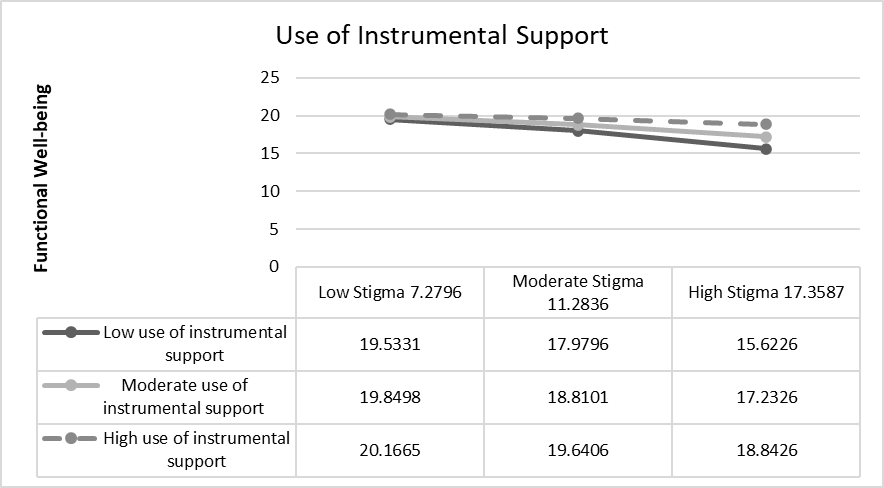 Use of Instrumental Support
Functional Well-being
25
20
15
10
5
0
Low Stigma 7.2796
Moderate Stigma
11.2836
High Stigma 17.3587
Low use of instrumental
support
19.5331
17.9796
15.6226
Moderate use of
instrumental support
19.8498
18.8101
17.2326
High use of instrumental
support
20.1665
19.6406
18.8426